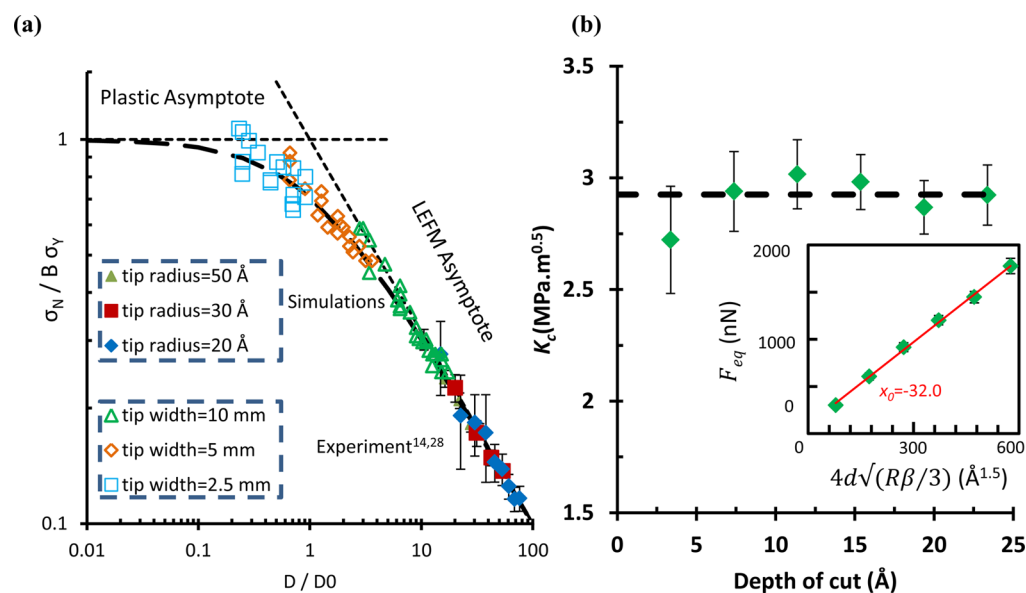 (a)
Plastic Asymptote
LEFM Asymptote
tip radius=50 Å
tip radius=30 Å
tip radius=20 Å
Simulations
tip width=10 mm
tip width=5 mm
tip width=2.5 mm
Experiment14,28
1
0.1
0.01 0.1 1 10 100
σN / B σY
D / D0
(b)
3.5
3
2.5
2
1.5
0 5 10 15 20 25
Kc(MPa.m0.5)
Depth of cut (Å)
2000
1000
0
0 300 600
Feq (nN)
x0=-32.0
4d√(Rβ/3) (Å1.5)